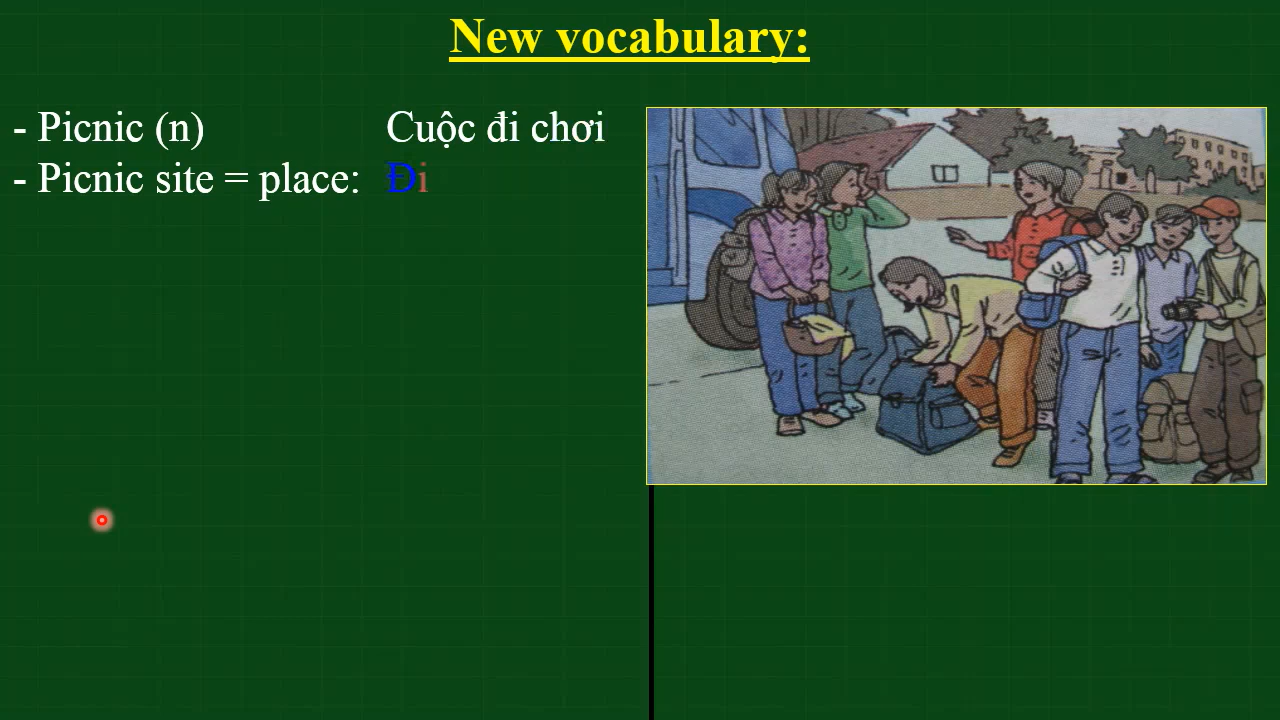 New vocabulary:
- Picnic (n) Cuộc đi chơi
- Picnic site = place: Đi